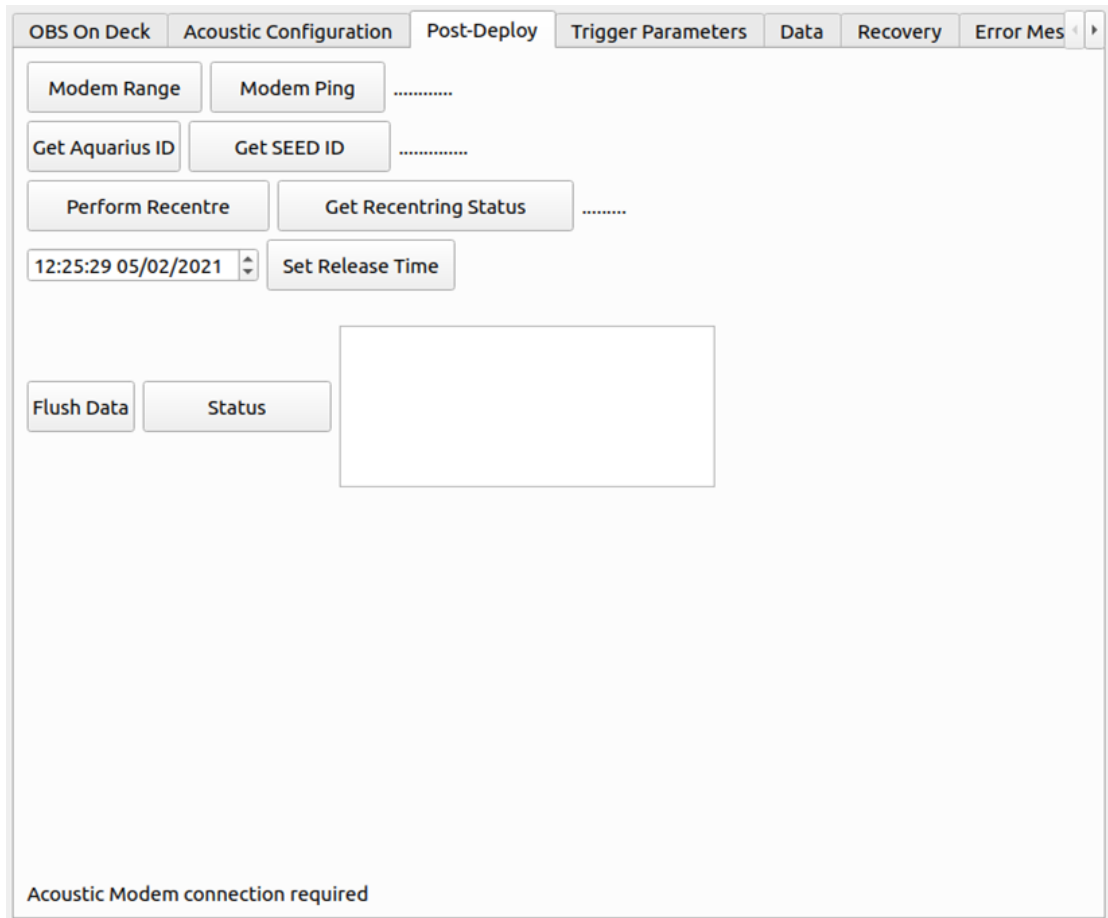 OBS On Deck Acoustic Configuration Post-Deploy Trigger Parameters Data Recovery Error Mes
Modem Range Modem Ping ............
Get Aquarius ID Get SEED ID ..............
Perform Recentre Get Recentring Status .........
12:25:29 05/02/2021 Set Release Time
Flush Data Status
Acoustic Modem connection required